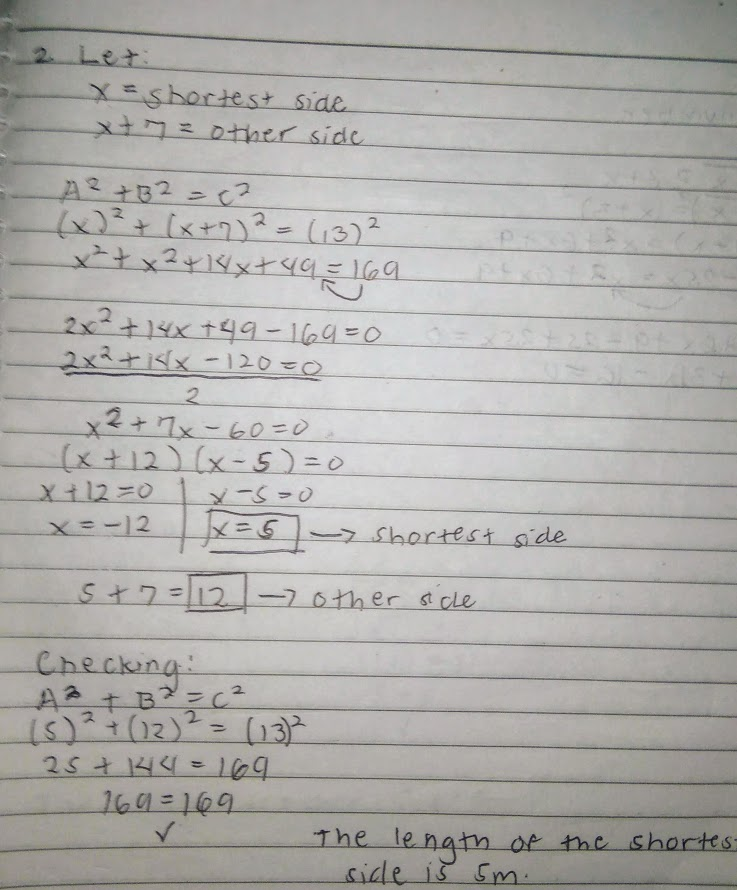 2. Let:
x = shortest side
x + 7 = other side
A² + B² = C²
(x)² + (x+7)² = (13)²
x² + x² + 14x + 49 = 169
2x² + 14x + 49 - 169 = 0
2x² + 14x - 120 = 0
2
x² + 7x - 60 = 0
(x + 12) (x - 5) = 0
x + 12 = 0 | x - 5 = 0
x = -12 | x = 5 → shortest side
5 + 7 = 12 → other side
Checking:
A² + B² = C²
(5)² + (12)² = (13)²
25 + 144 = 169
169 = 169
✓
The length of the shortes
side is 5m.